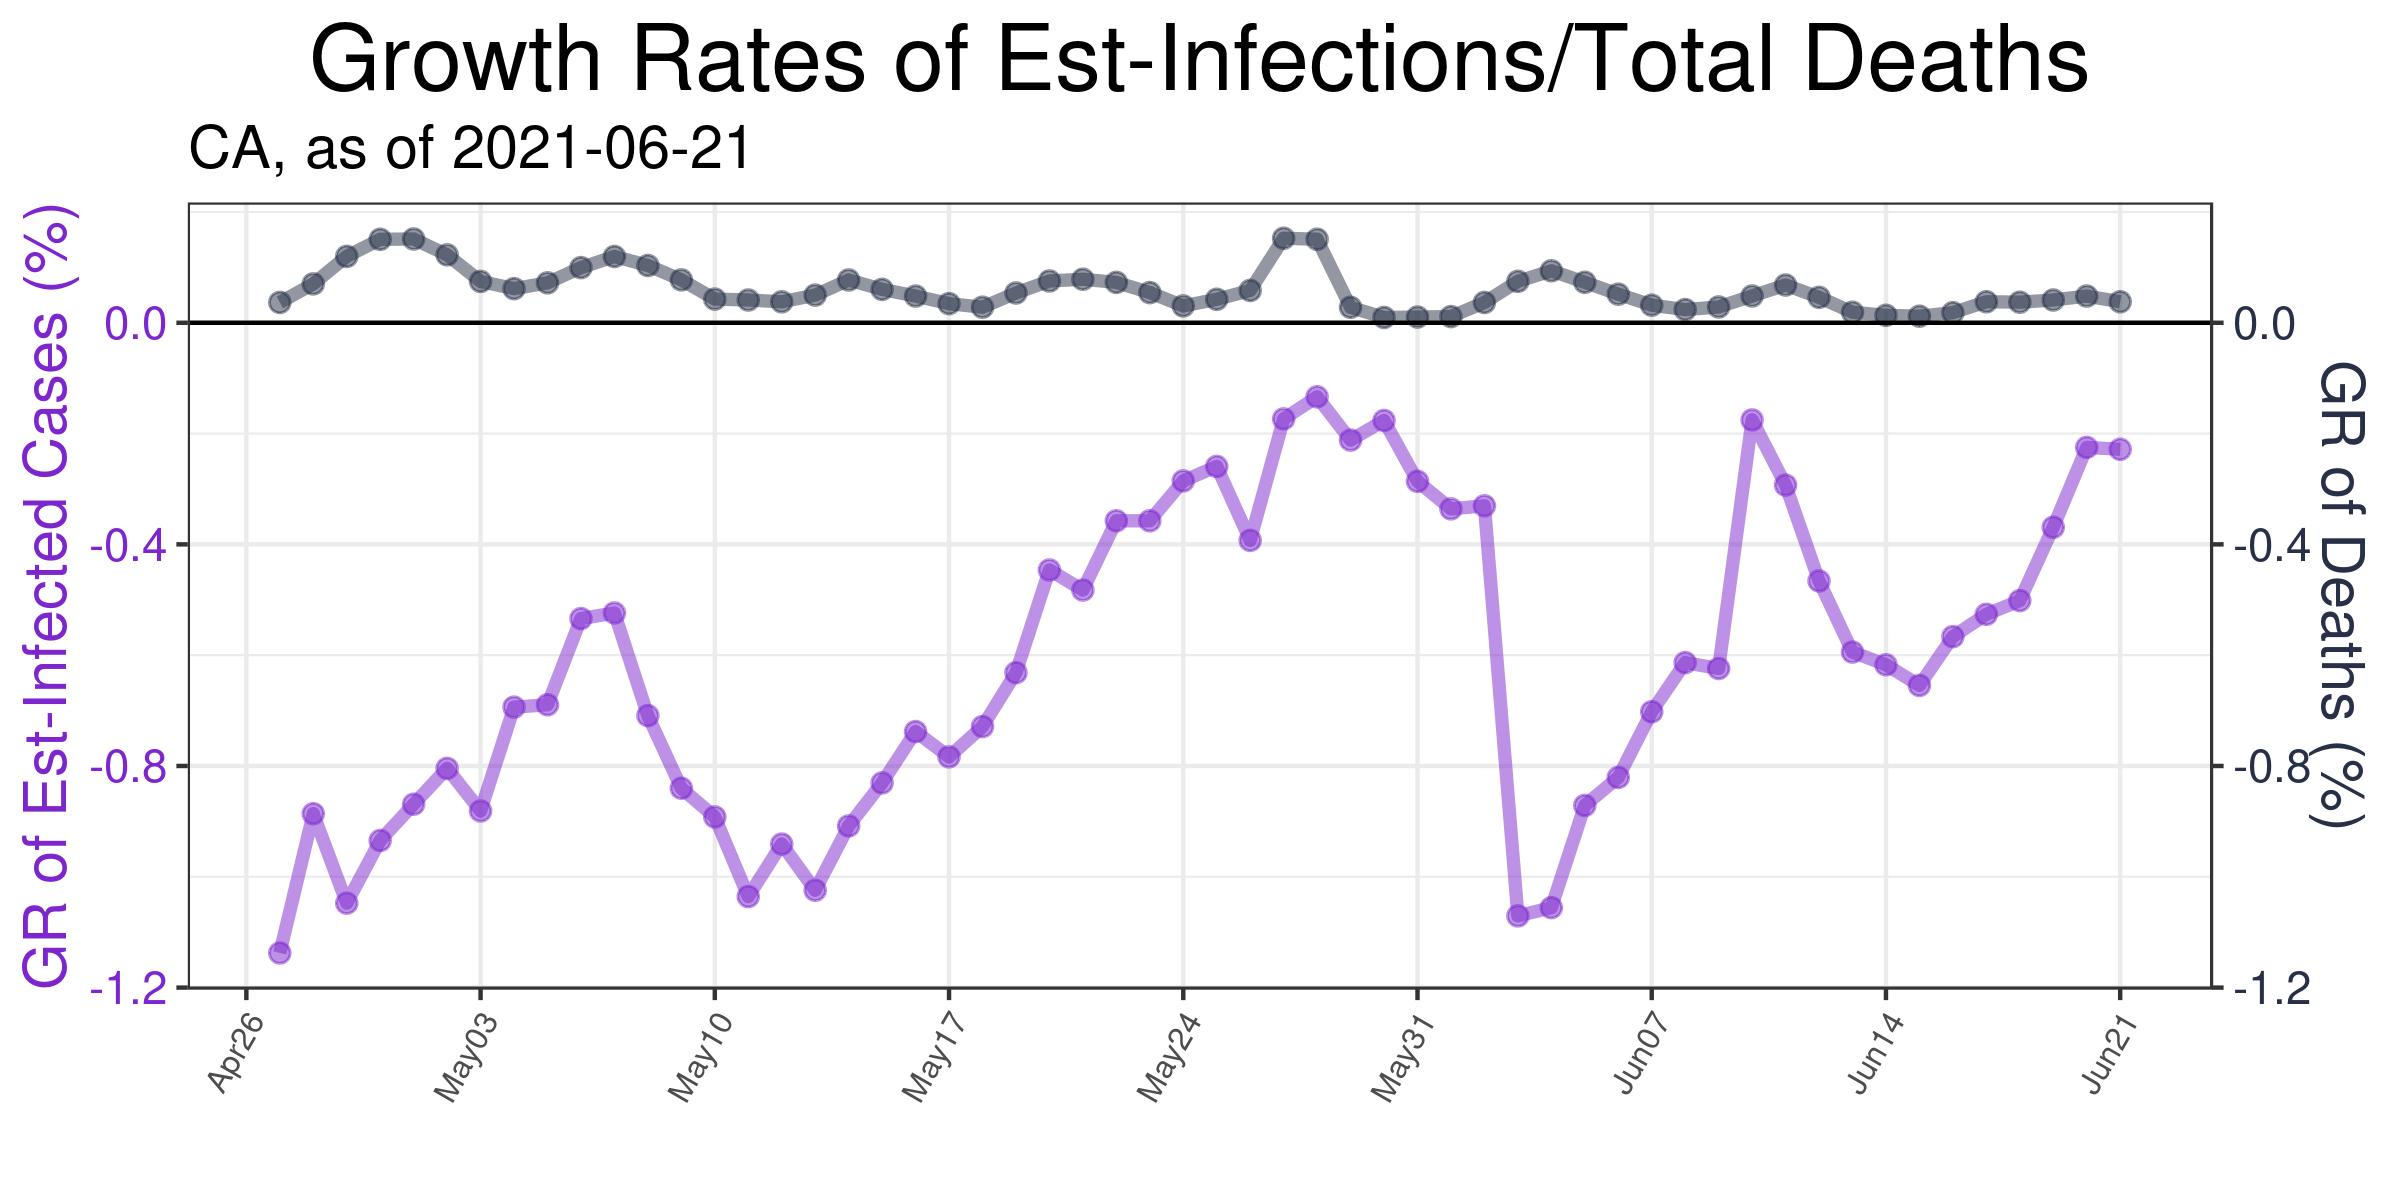 Growth Rates of Est-Infections/Total Deaths
CA, as of 2021-06-21
GR of Est-Infected Cases (%)
0.0
-0.4
-0.8
-1.2
0.0
-0.4
-0.8
-1.2
GR of Deaths (%)
Apr26
May03
May10
May17
May24
May31
Jun07
Jun14
Jun21